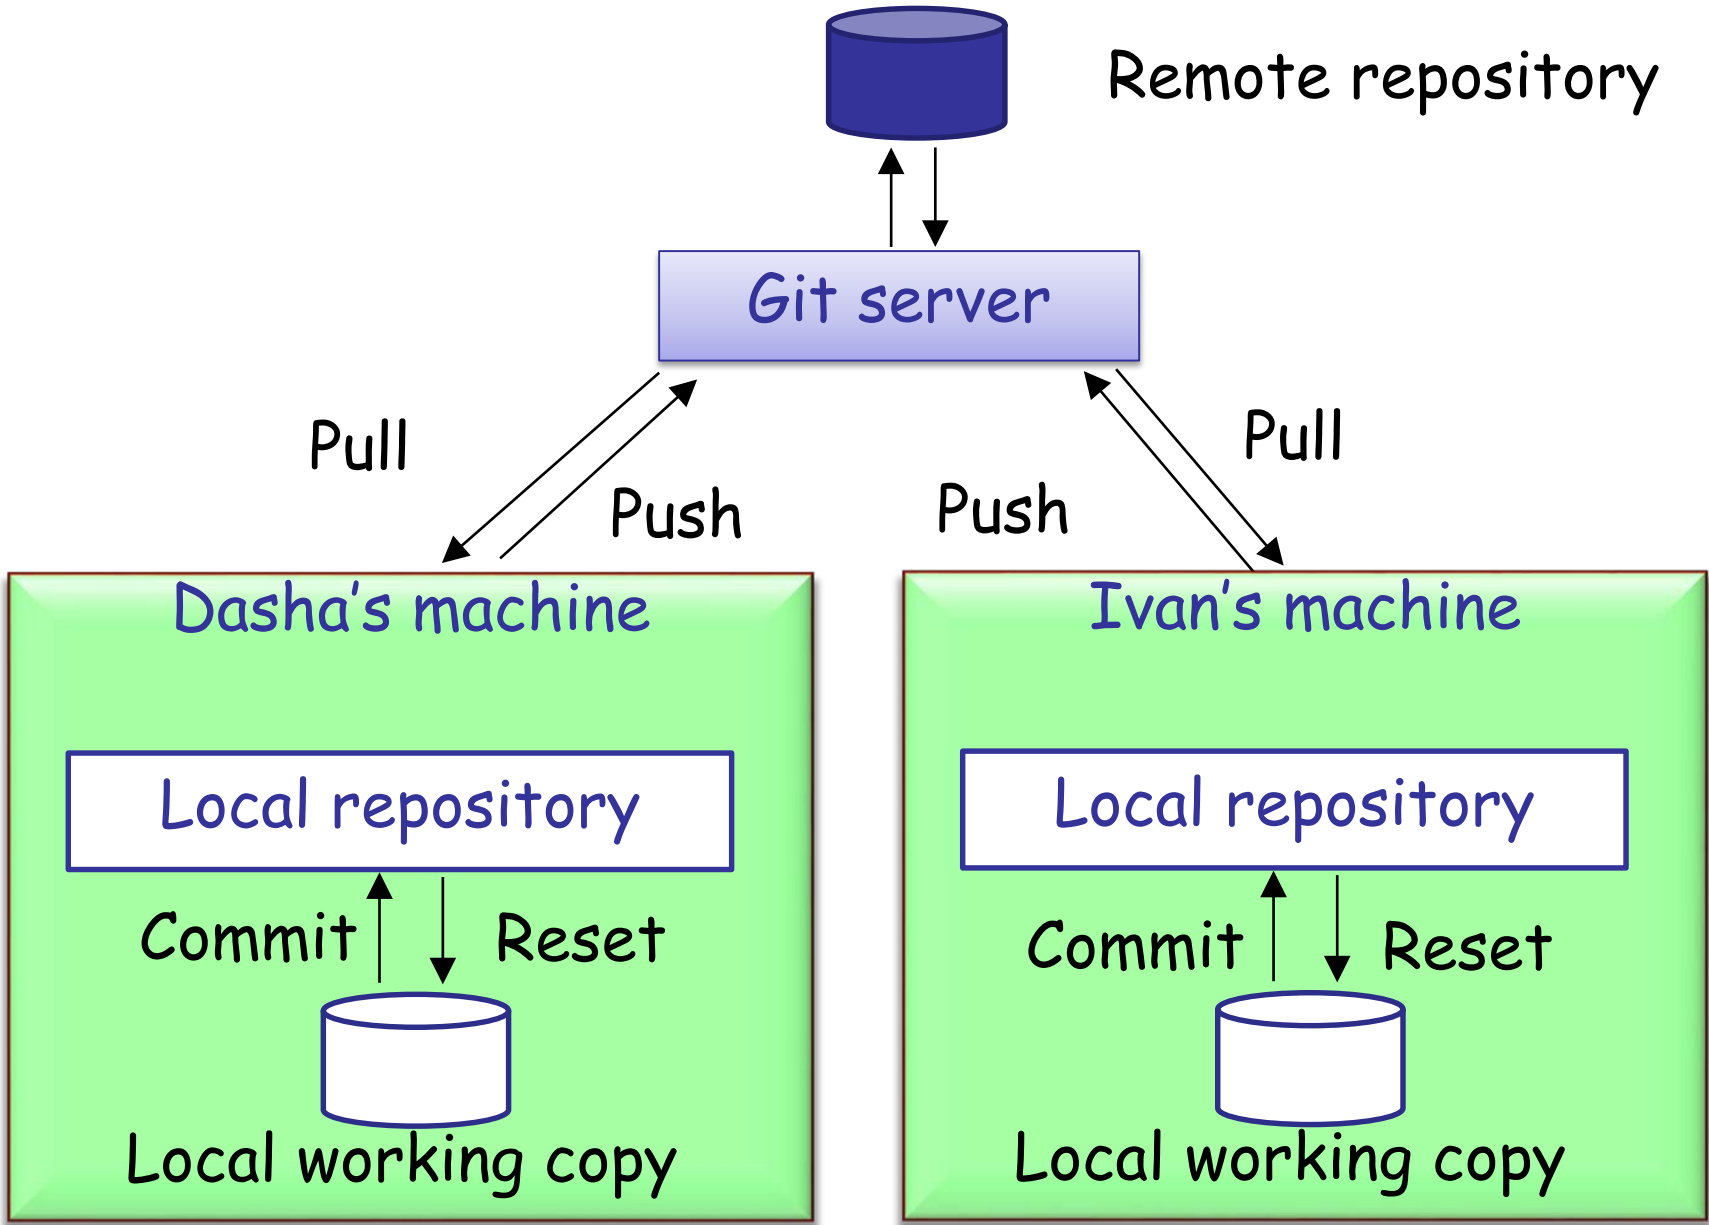 Remote repository
Git server
Pull
Push
Push
Pull
Dasha's machine
Local repository
Commit
Reset
Local working copy
Ivan's machine
Local repository
Commit
Reset
Local working copy